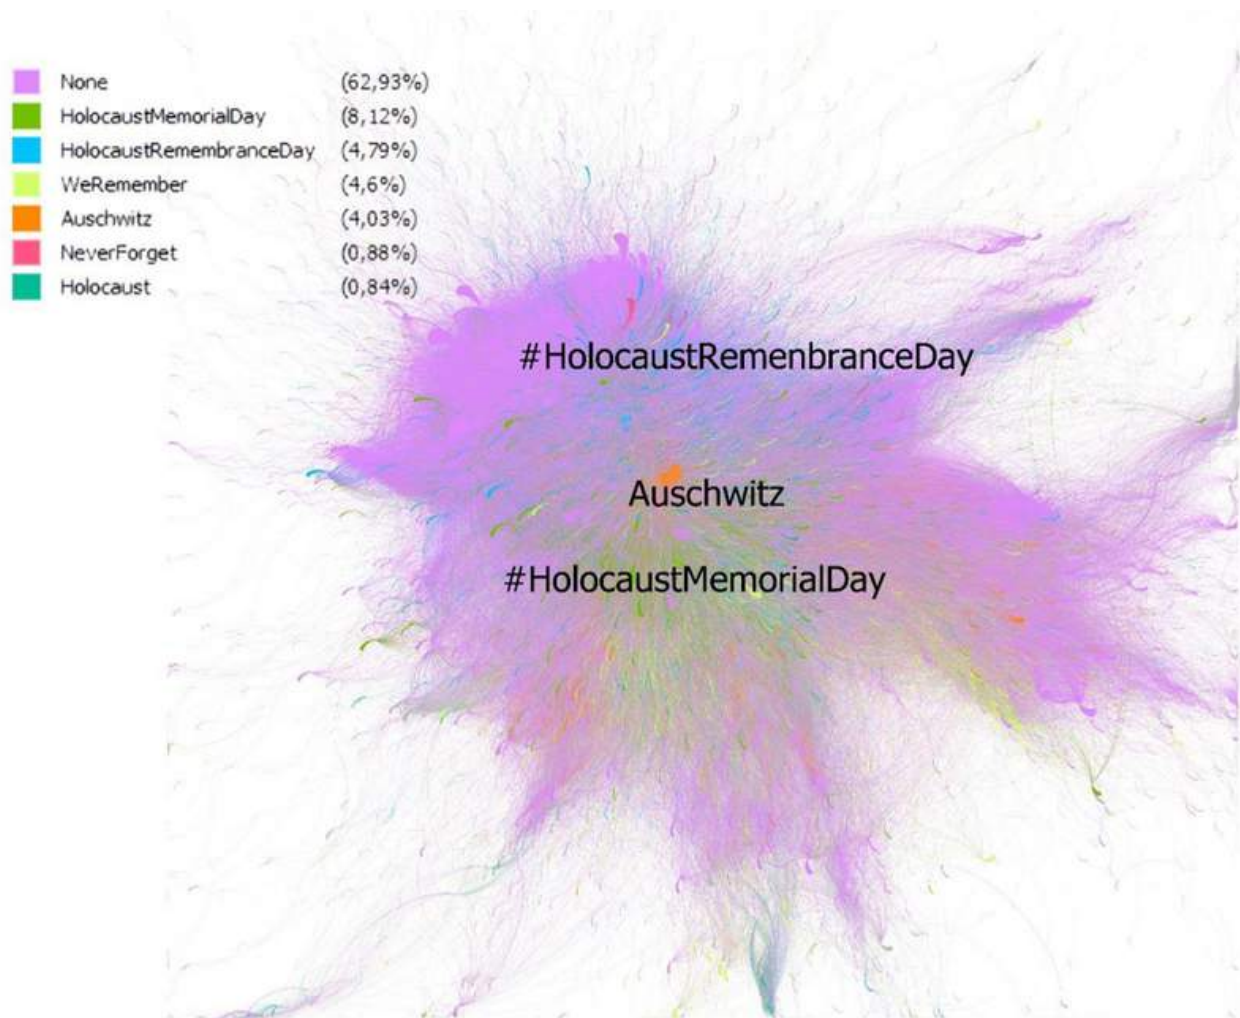 None (62,93%)
HolocaustMemorialDay (8,12%)
HolocaustRemembranceDay (4,79%)
WeRemember (4,6%)
Auschwitz (4,03%)
NeverForget (0,88%)
Holocaust (0,84%)
#HolocaustRemenbranceDay
Auschwitz
#HolocaustMemorialDay